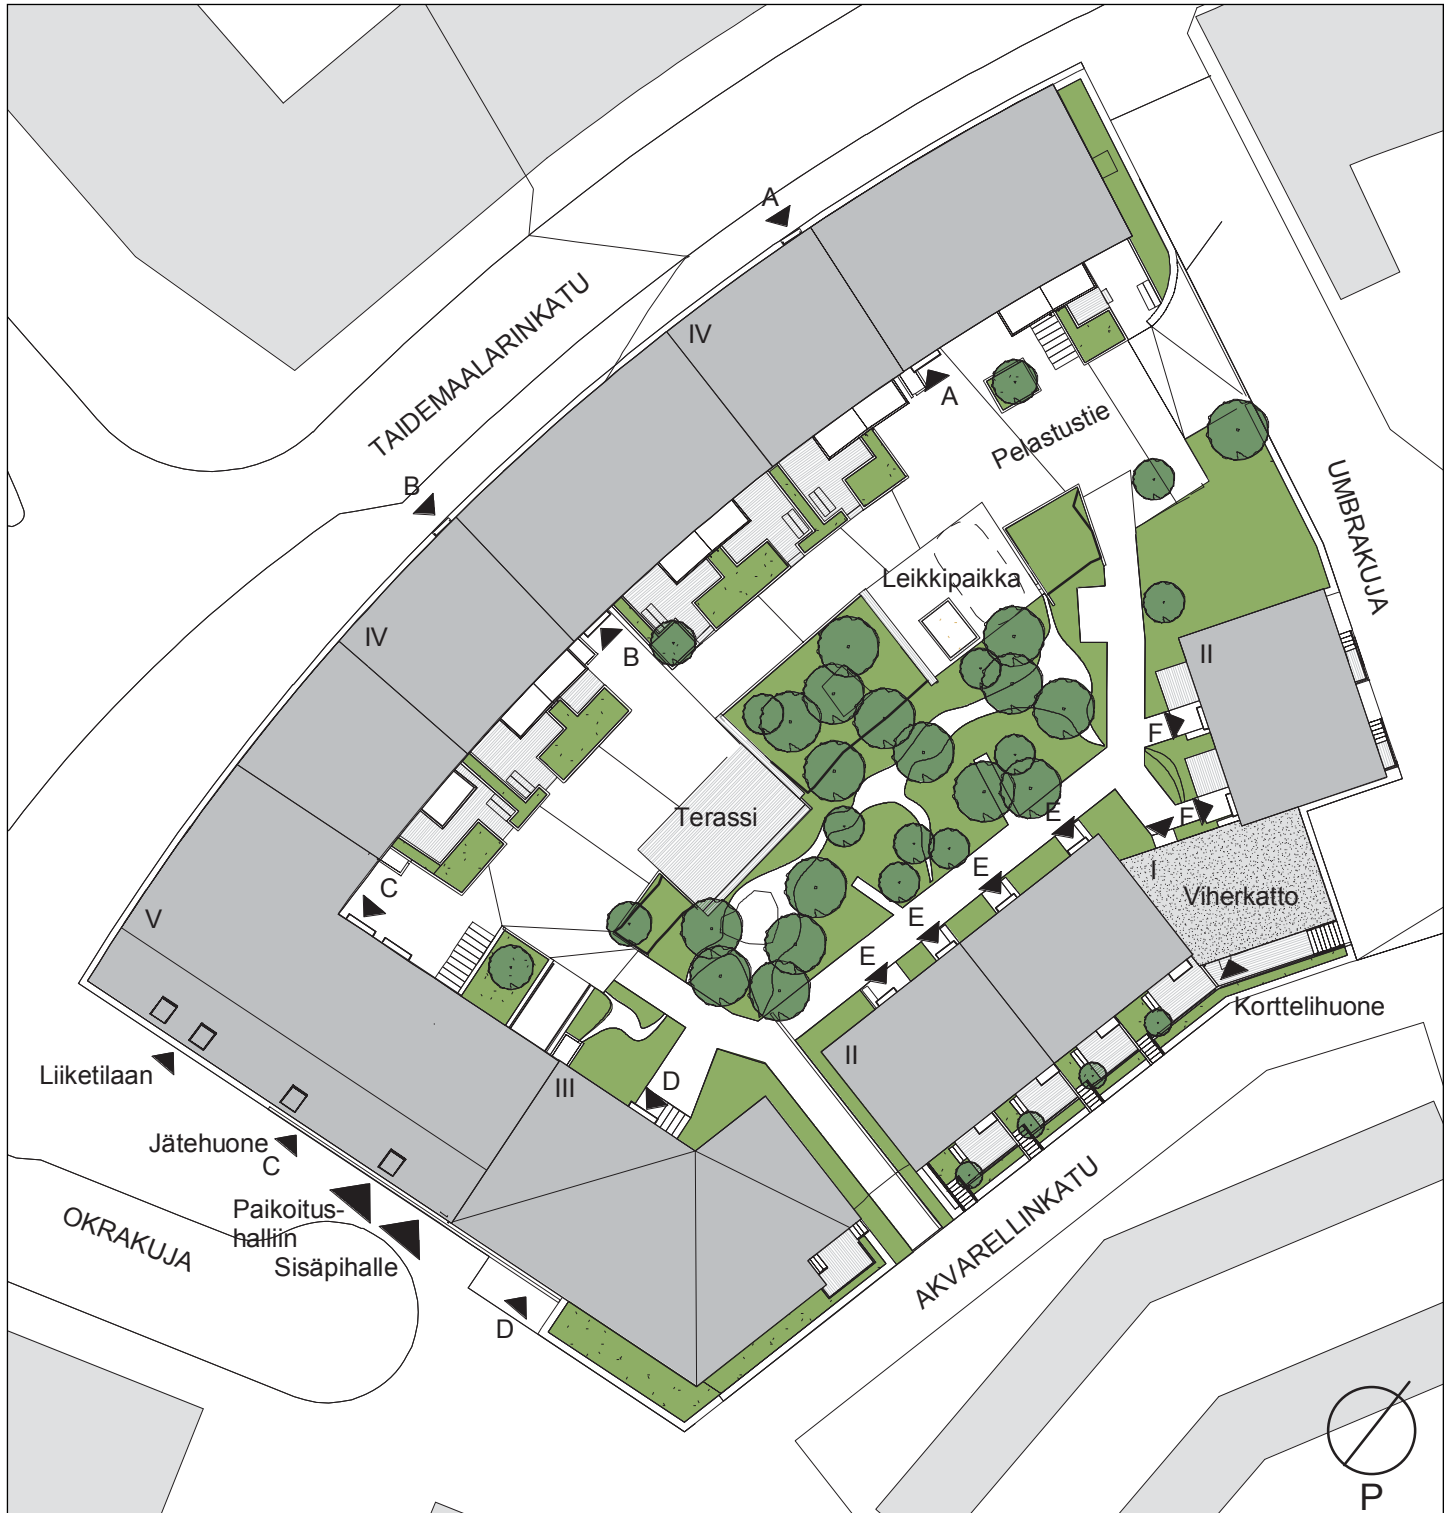 A
TAIDEMAALARINKATU
IV
A
Pelastustie
B
UMBRAKUJA
Leikkipaikka
IV
B
II
F
Terassi
F
E
C
E
I
Viherkatto
V
E
E
Korttelihuone
II
Liiketilaan
III
D
Jätehuone
C
Paikoitus-
halliin
OKRAKUJA
Sisäpihalle
AKVARELLINKATU
D
P